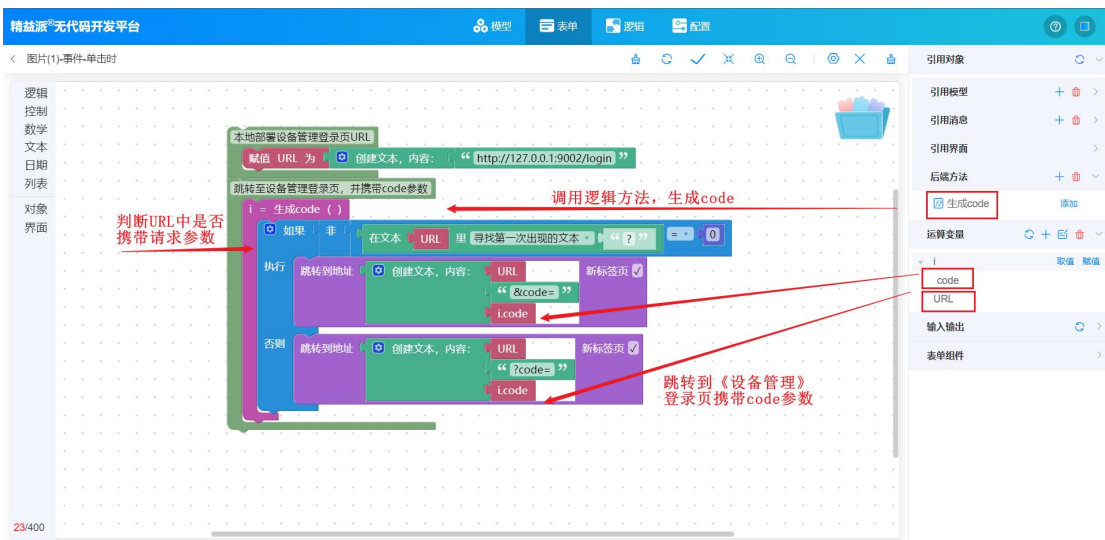 精益派®无代码开发平台
模型
表单
逻辑
配置
图片(1)-事件-单击时
引用对象
逻辑
控制
数学
文本
日期
列表
对象
界面
本地部署设备管理登录页URL
赋值 URL 为 创建文本，内容： “ http://127.0.0.1:9002/login ”
跳转至设备管理登录页，并携带code参数
调用逻辑方法，生成code
i = 生成code ( )
判断URL中是否
携带请求参数
如果 非 在文本 URL 里 寻找第一次出现的文本 “ ? ” = 0
执行 跳转到地址 创建文本，内容： URL 新标签页
“ &code= ”
i.code
否则 跳转到地址 创建文本，内容： URL 新标签页
“ ?code= ”
i.code
跳转到《设备管理》
登录页携带code参数
23/400
引用模型
引用消息
引用界面
后端方法
生成code 添加
运算变量
i 取值 赋值
code
URL
输入输出
表单组件